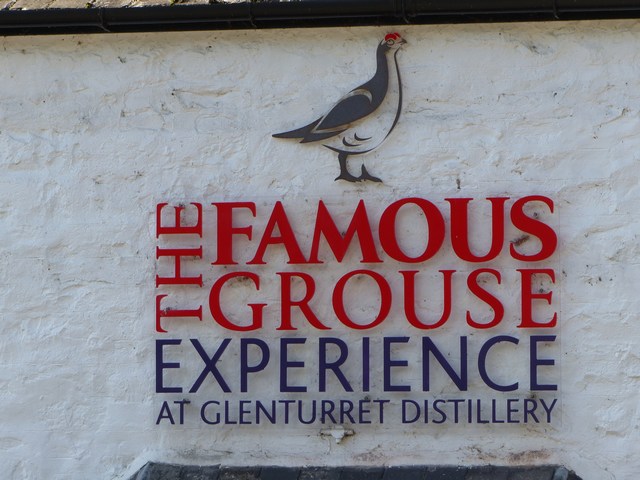 THE FAMOUS
GROUSE
EXPERIENCE
AT GLENTURRET DISTILLERY